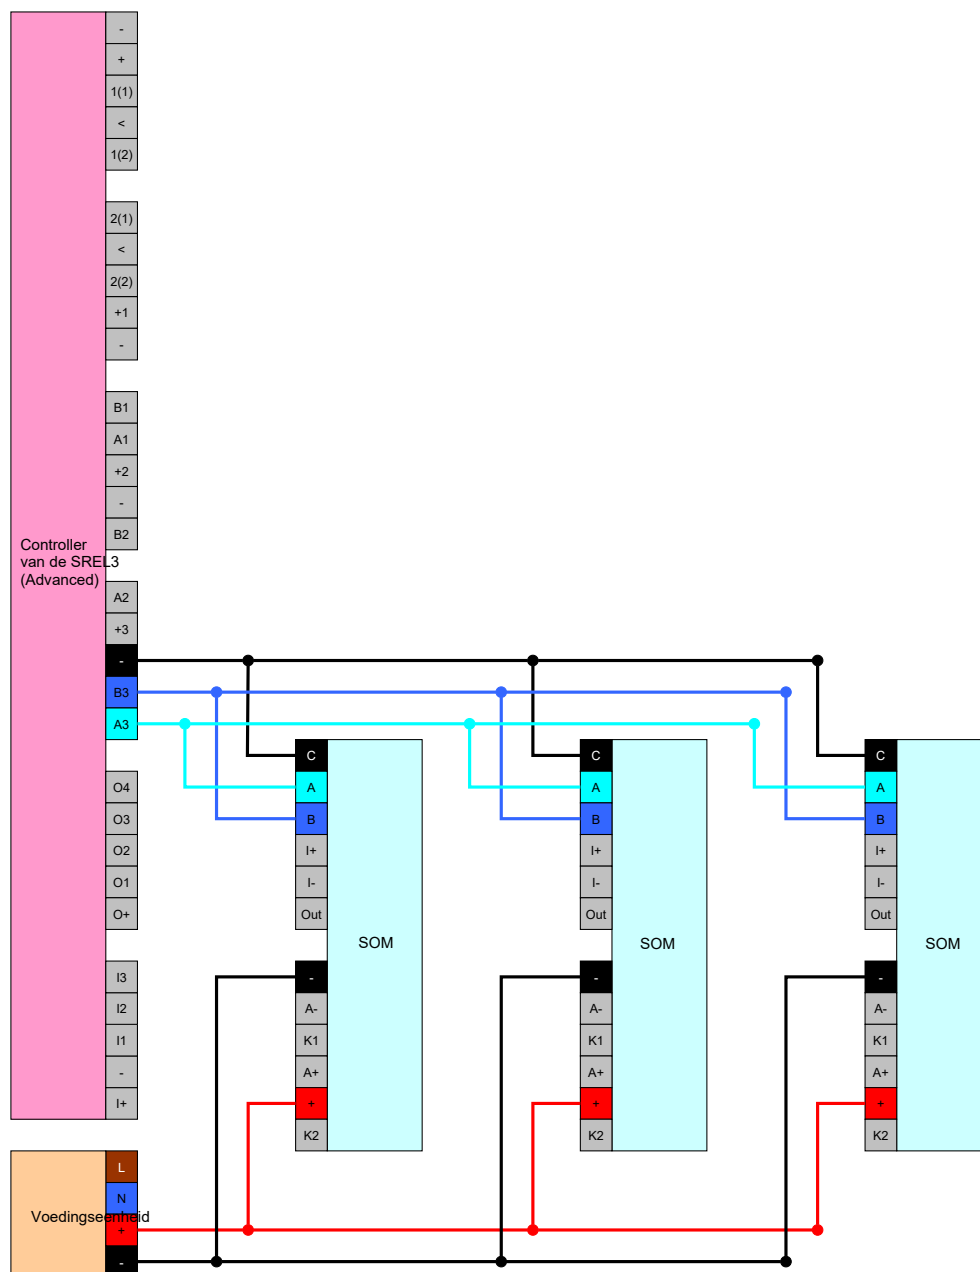 -
+
1(1)
<
1(2)
2(1)
<
2(2)
+1
-
B1
A1
+2
-
B2
Controller
van de SREL3
(Advanced)
A2
+3
-
B3
A3
O4
O3
O2
O1
O+
I3
I2
I1
-
I+
C
A
B
I+
I-
Out
SOM
-
A-
K1
A+
+
K2
C
A
B
I+
I-
Out
SOM
-
A-
K1
A+
+
K2
C
A
B
I+
I-
Out
SOM
-
A-
K1
A+
+
K2
L
N
Voedingseenheid
+
-